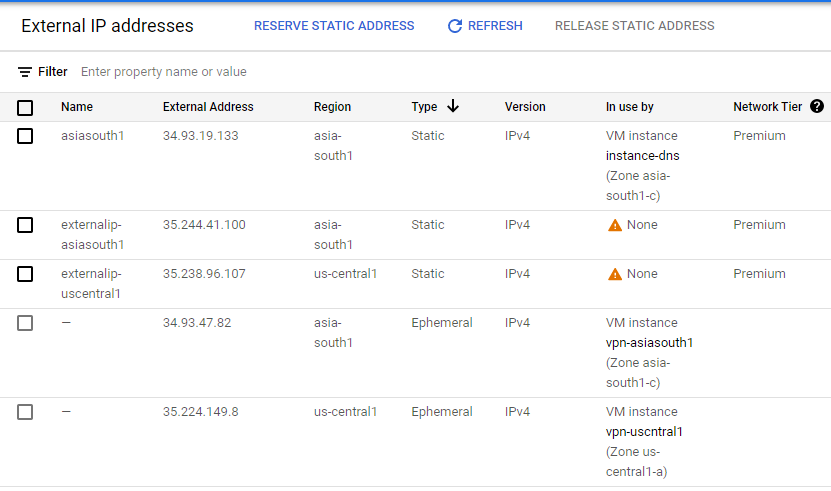 External IP addresses RESERVE STATIC ADDRESS REFRESH RELEASE STATIC ADDRESS
Filter Enter property name or value
Name External Address Region Type Version In use by Network Tier ?
asiasouth1 34.93.19.133 asia- Static IPv4 VM instance Premium
south1 instance-dns
(Zone asia-
south1-c)
externalip- 35.244.41.100 asia- Static IPv4 None Premium
asiasouth1 south1
externalip- 35.238.96.107 us-central1 Static IPv4 None Premium
uscentral1
— 34.93.47.82 asia- Ephemeral IPv4 VM instance
south1 vpn-asiasouth1
(Zone asia-
south1-c)
— 35.224.149.8 us-central1 Ephemeral IPv4 VM instance
vpn-uscntral1
(Zone us-
central1-a)